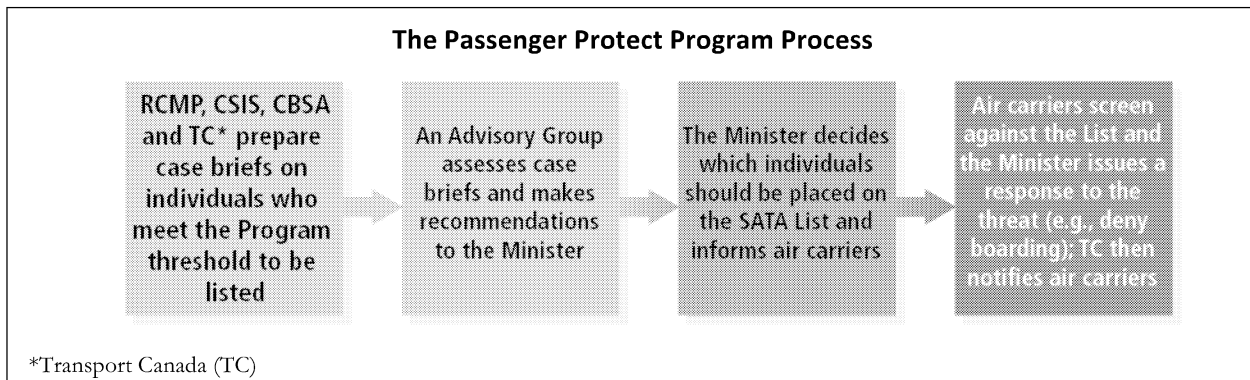 The Passenger Protect Program Process
RCMP, CSIS, CBSA
and TC* prepare
case briefs on
individuals who
meet the Program
threshold to be
listed
An Advisory Group
assesses case
briefs and makes
recommendations
to the Minister
The Minister decides
which individuals
should be placed on
the SATA List and
informs air carriers
Air carriers screen
against the List and
the Minister issues a
response to the
threat (e.g., deny
boarding); TC then
notifies air carriers
*Transport Canada (TC)